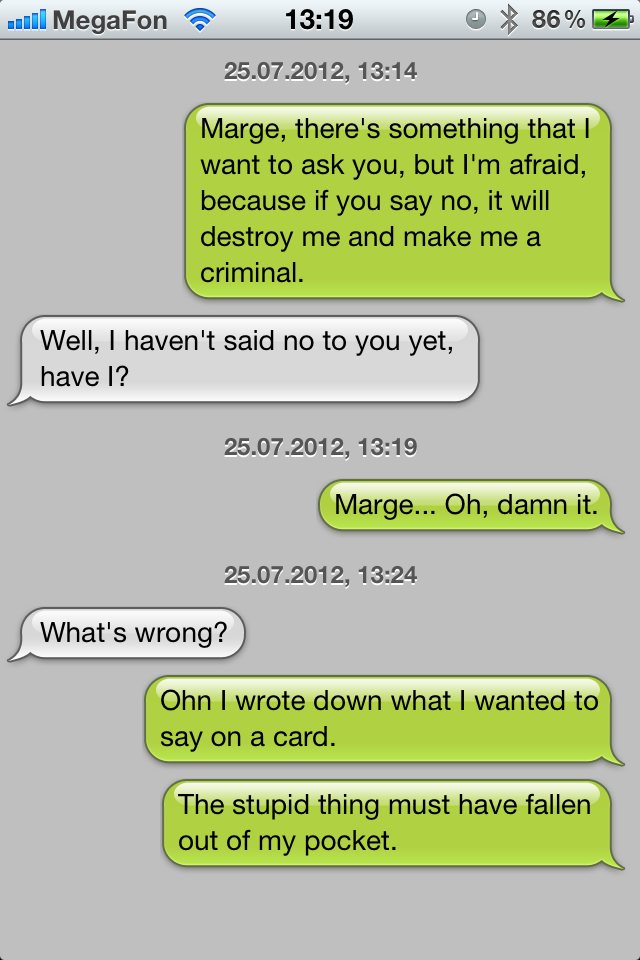 MegaFon 13:19 86%
25.07.2012, 13:14
Marge, there's something that I
want to ask you, but I'm afraid,
because if you say no, it will
destroy me and make me a
criminal.
Well, I haven't said no to you yet,
have I?
25.07.2012, 13:19
Marge... Oh, damn it.
25.07.2012, 13:24
What's wrong?
Ohn I wrote down what I wanted to
say on a card.
The stupid thing must have fallen
out of my pocket.